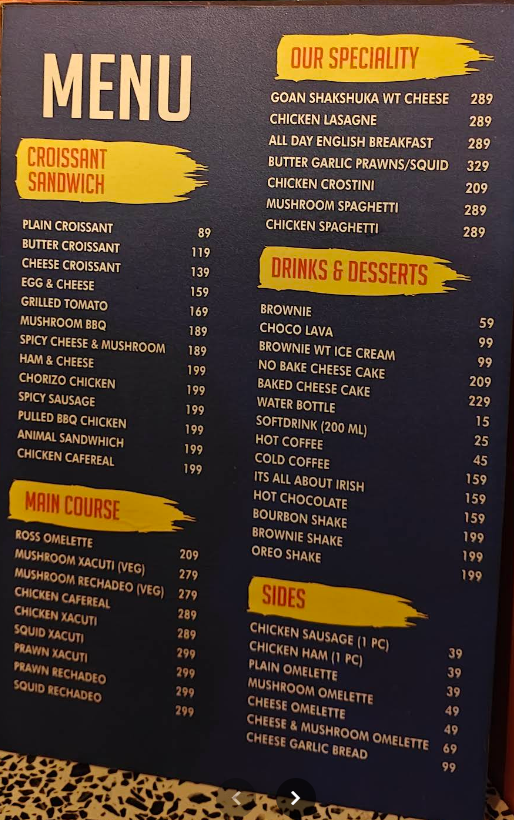 MENU
CROISSANT
SANDWICH
PLAIN CROISSANT 89
BUTTER CROISSANT 119
CHEESE CROISSANT 139
EGG & CHEESE 159
GRILLED TOMATO 169
MUSHROOM BBQ 189
SPICY CHEESE & MUSHROOM 189
HAM & CHEESE 199
CHORIZO CHICKEN 199
SPICY SAUSAGE 199
PULLED BBQ CHICKEN 199
ANIMAL SANDWHICH 199
CHICKEN CAFEREAL 199
MAIN COURSE
ROSS OMELETTE 209
MUSHROOM XACUTI (VEG) 279
MUSHROOM RECHADEO (VEG) 279
CHICKEN CAFEREAL 289
CHICKEN XACUTI 289
SQUID XACUTI 299
PRAWN XACUTI 299
PRAWN RECHADEO 299
SQUID RECHADEO 299
OUR SPECIALITY
GOAN SHAKSHUKA WT CHEESE 289
CHICKEN LASAGNE 289
ALL DAY ENGLISH BREAKFAST 289
BUTTER GARLIC PRAWNS/SQUID 329
CHICKEN CROSTINI 209
MUSHROOM SPAGHETTI 289
CHICKEN SPAGHETTI 289
DRINKS & DESSERTS
BROWNIE 59
CHOCO LAVA 99
BROWNIE WT ICE CREAM 99
NO BAKE CHEESE CAKE 209
BAKED CHEESE CAKE 229
WATER BOTTLE 15
SOFTDRINK (200 ML) 25
HOT COFFEE 45
COLD COFFEE 159
ITS ALL ABOUT IRISH 159
HOT CHOCOLATE 159
BOURBON SHAKE 199
BROWNIE SHAKE 199
OREO SHAKE 199
SIDES
CHICKEN SAUSAGE (1 PC) 39
CHICKEN HAM (1 PC) 39
PLAIN OMELETTE 39
MUSHROOM OMELETTE 49
CHEESE OMELETTE 49
CHEESE & MUSHROOM OMELETTE 69
CHEESE GARLIC BREAD 99